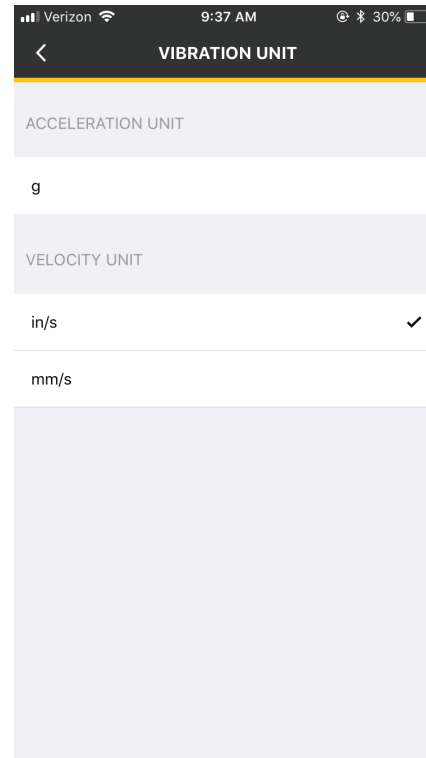 Verizon 9:37 AM 30%
VIBRATION UNIT
ACCELERATION UNIT
g
VELOCITY UNIT
in/s
mm/s